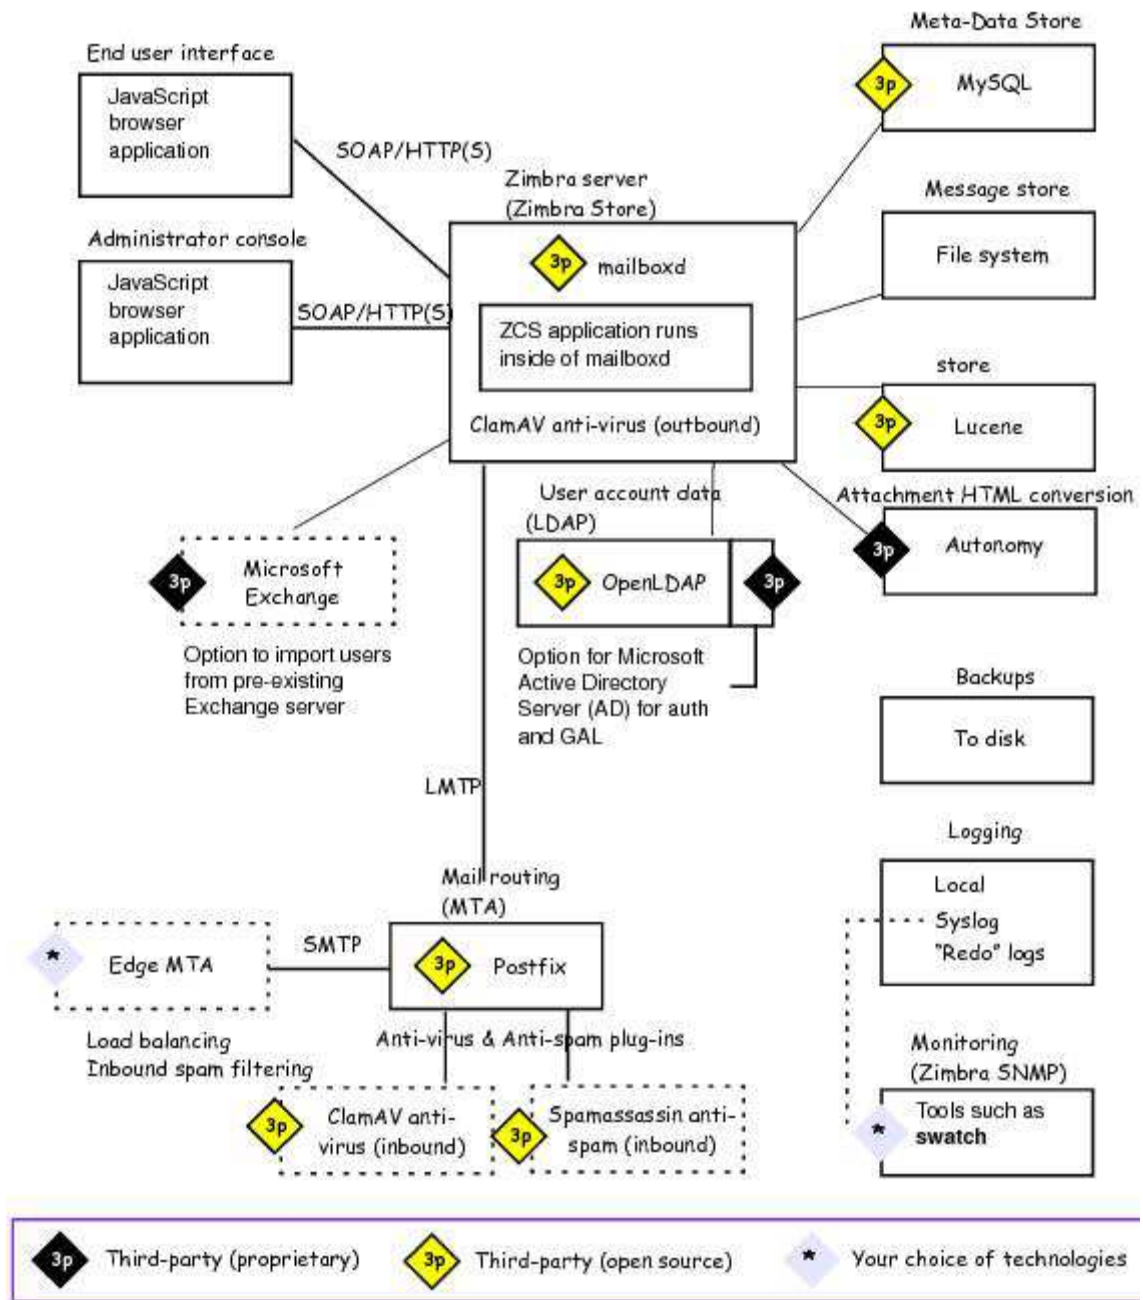 Meta-Data Store
End user interface
JavaScript
browser
application
3p
MySQL
SOAP/HTTP(S)
Zimbra server
(Zimbra Store)
Message store
File system
Administrator console
JavaScript
browser
application
SOAP/HTTP(S)
3p
mailboxd
ZCS application runs
inside of mailboxd
ClamAV anti-virus (outbound)
store
3p
Lucene
Attachment HTML conversion
3p
Autonomy
User account data
(LDAP)
3p
OpenLDAP
3p
Option for Microsoft
Active Directory
Server (AD) for auth
and GAL
3p
Microsoft
Exchange
Option to import users
from pre-existing
Exchange server
Backups
To disk
LMTP
Logging
Local
Syslog
"Redo" logs
Mail routing
(MTA)
3p
Postfix
SMTP
*
Edge MTA
Load balancing
Inbound spam filtering
Anti-virus & Anti-spam plug-ins
3p
ClamAV anti-
virus (inbound)
3p
Spamassassin anti-
spam (inbound)
Monitoring
(Zimbra SNMP)
*
Tools such as
swatch
3p Third-party (proprietary)
3p Third-party (open source)
* Your choice of technologies